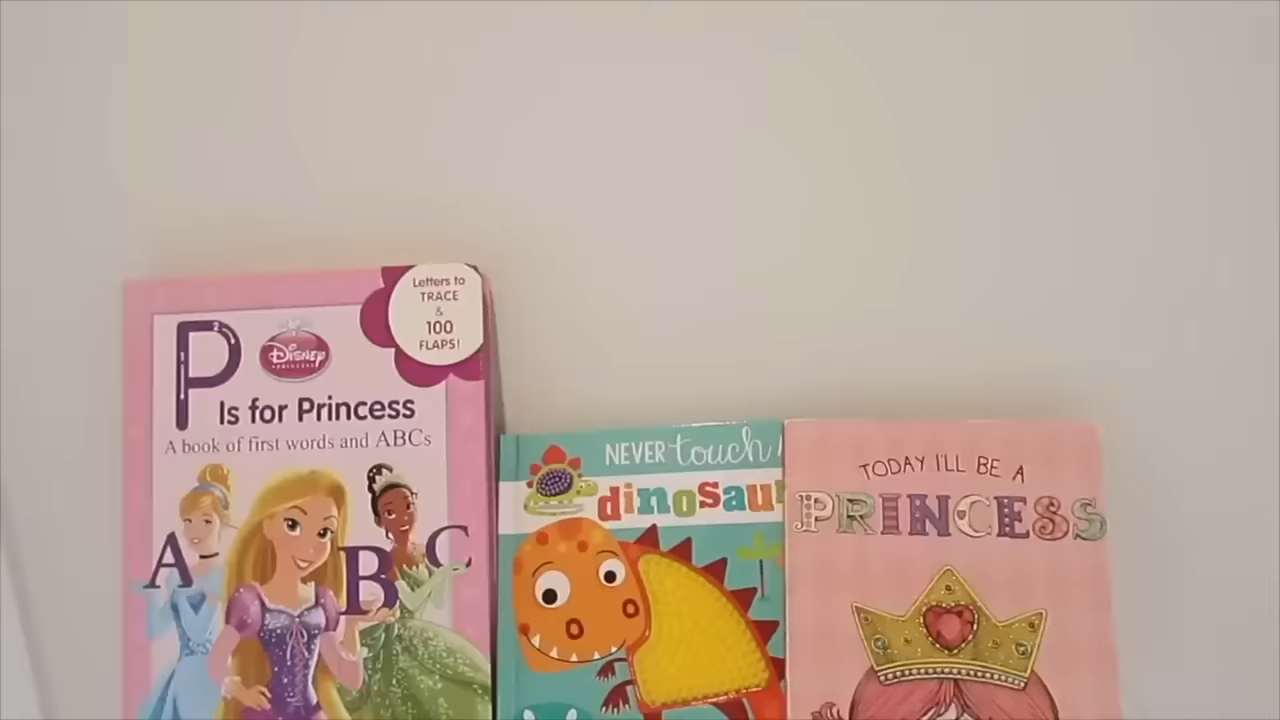 Letters to
TRACE
&
100
FLAPS!
P
Disney
PRINCESS
Is for Princess
A book of first words and ABCs
A B C
NEVER touch
dinosau
TODAY I'LL BE A
PRINCESS